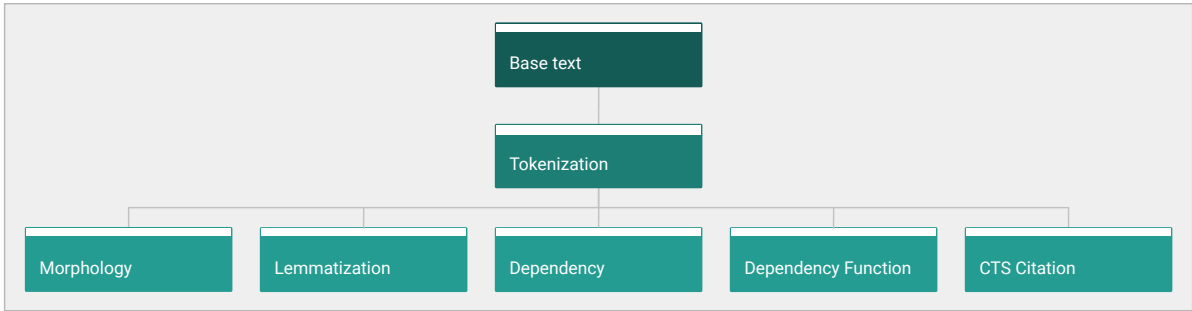 Base text
Tokenization
Morphology
Lemmatization
Dependency
Dependency Function
CTS Citation